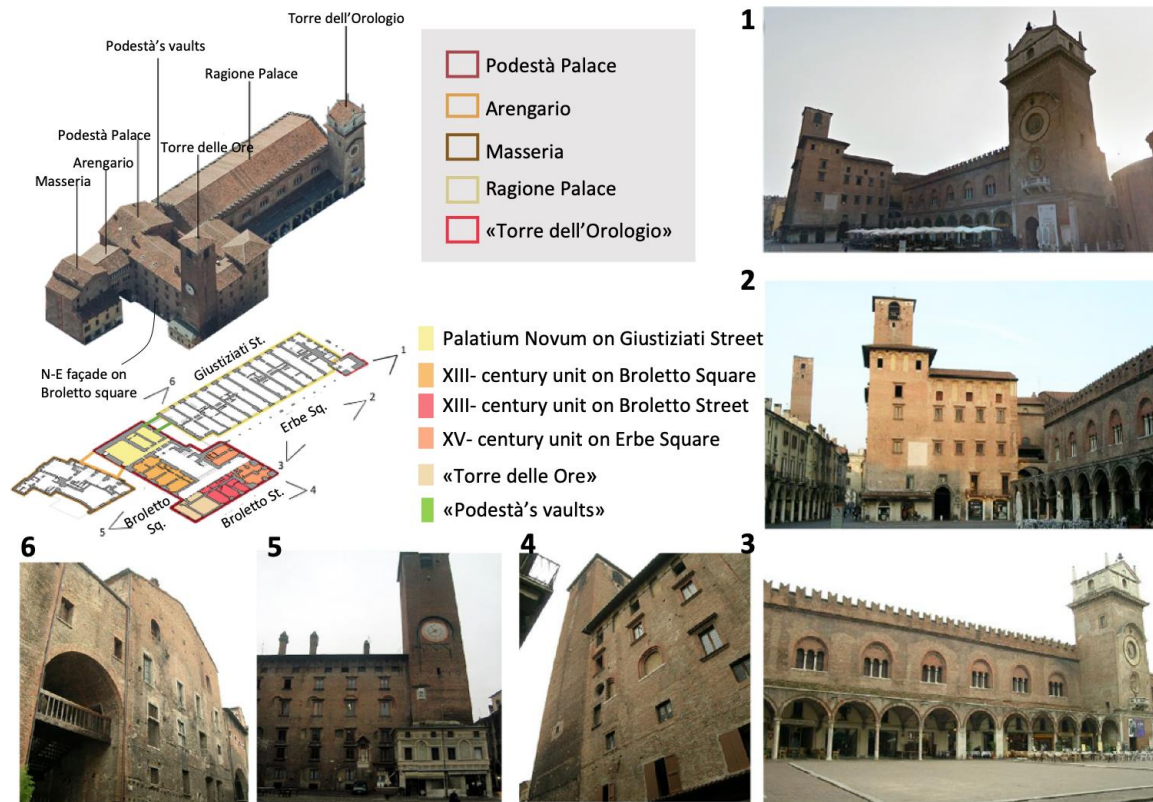 Torre dell'Orologio
Podestà's vaults
Ragione Palace
Podestà Palace
Torre delle Ore
Arengario
Masseria
N-E façade on
Broletto square
Podestà Palace
Arengario
Masseria
Ragione Palace
«Torre dell'Orologio»
Giustiziati St.
Erbe Sq.
Broletto St.
Broletto
Sq.
1
2
3
4
5
6
Palatium Novum on Giustiziati Street
XIII- century unit on Broletto Square
XIII- century unit on Broletto Street
XV- century unit on Erbe Square
«Torre delle Ore»
«Podestà's vaults»
1
2
3
4
5
6